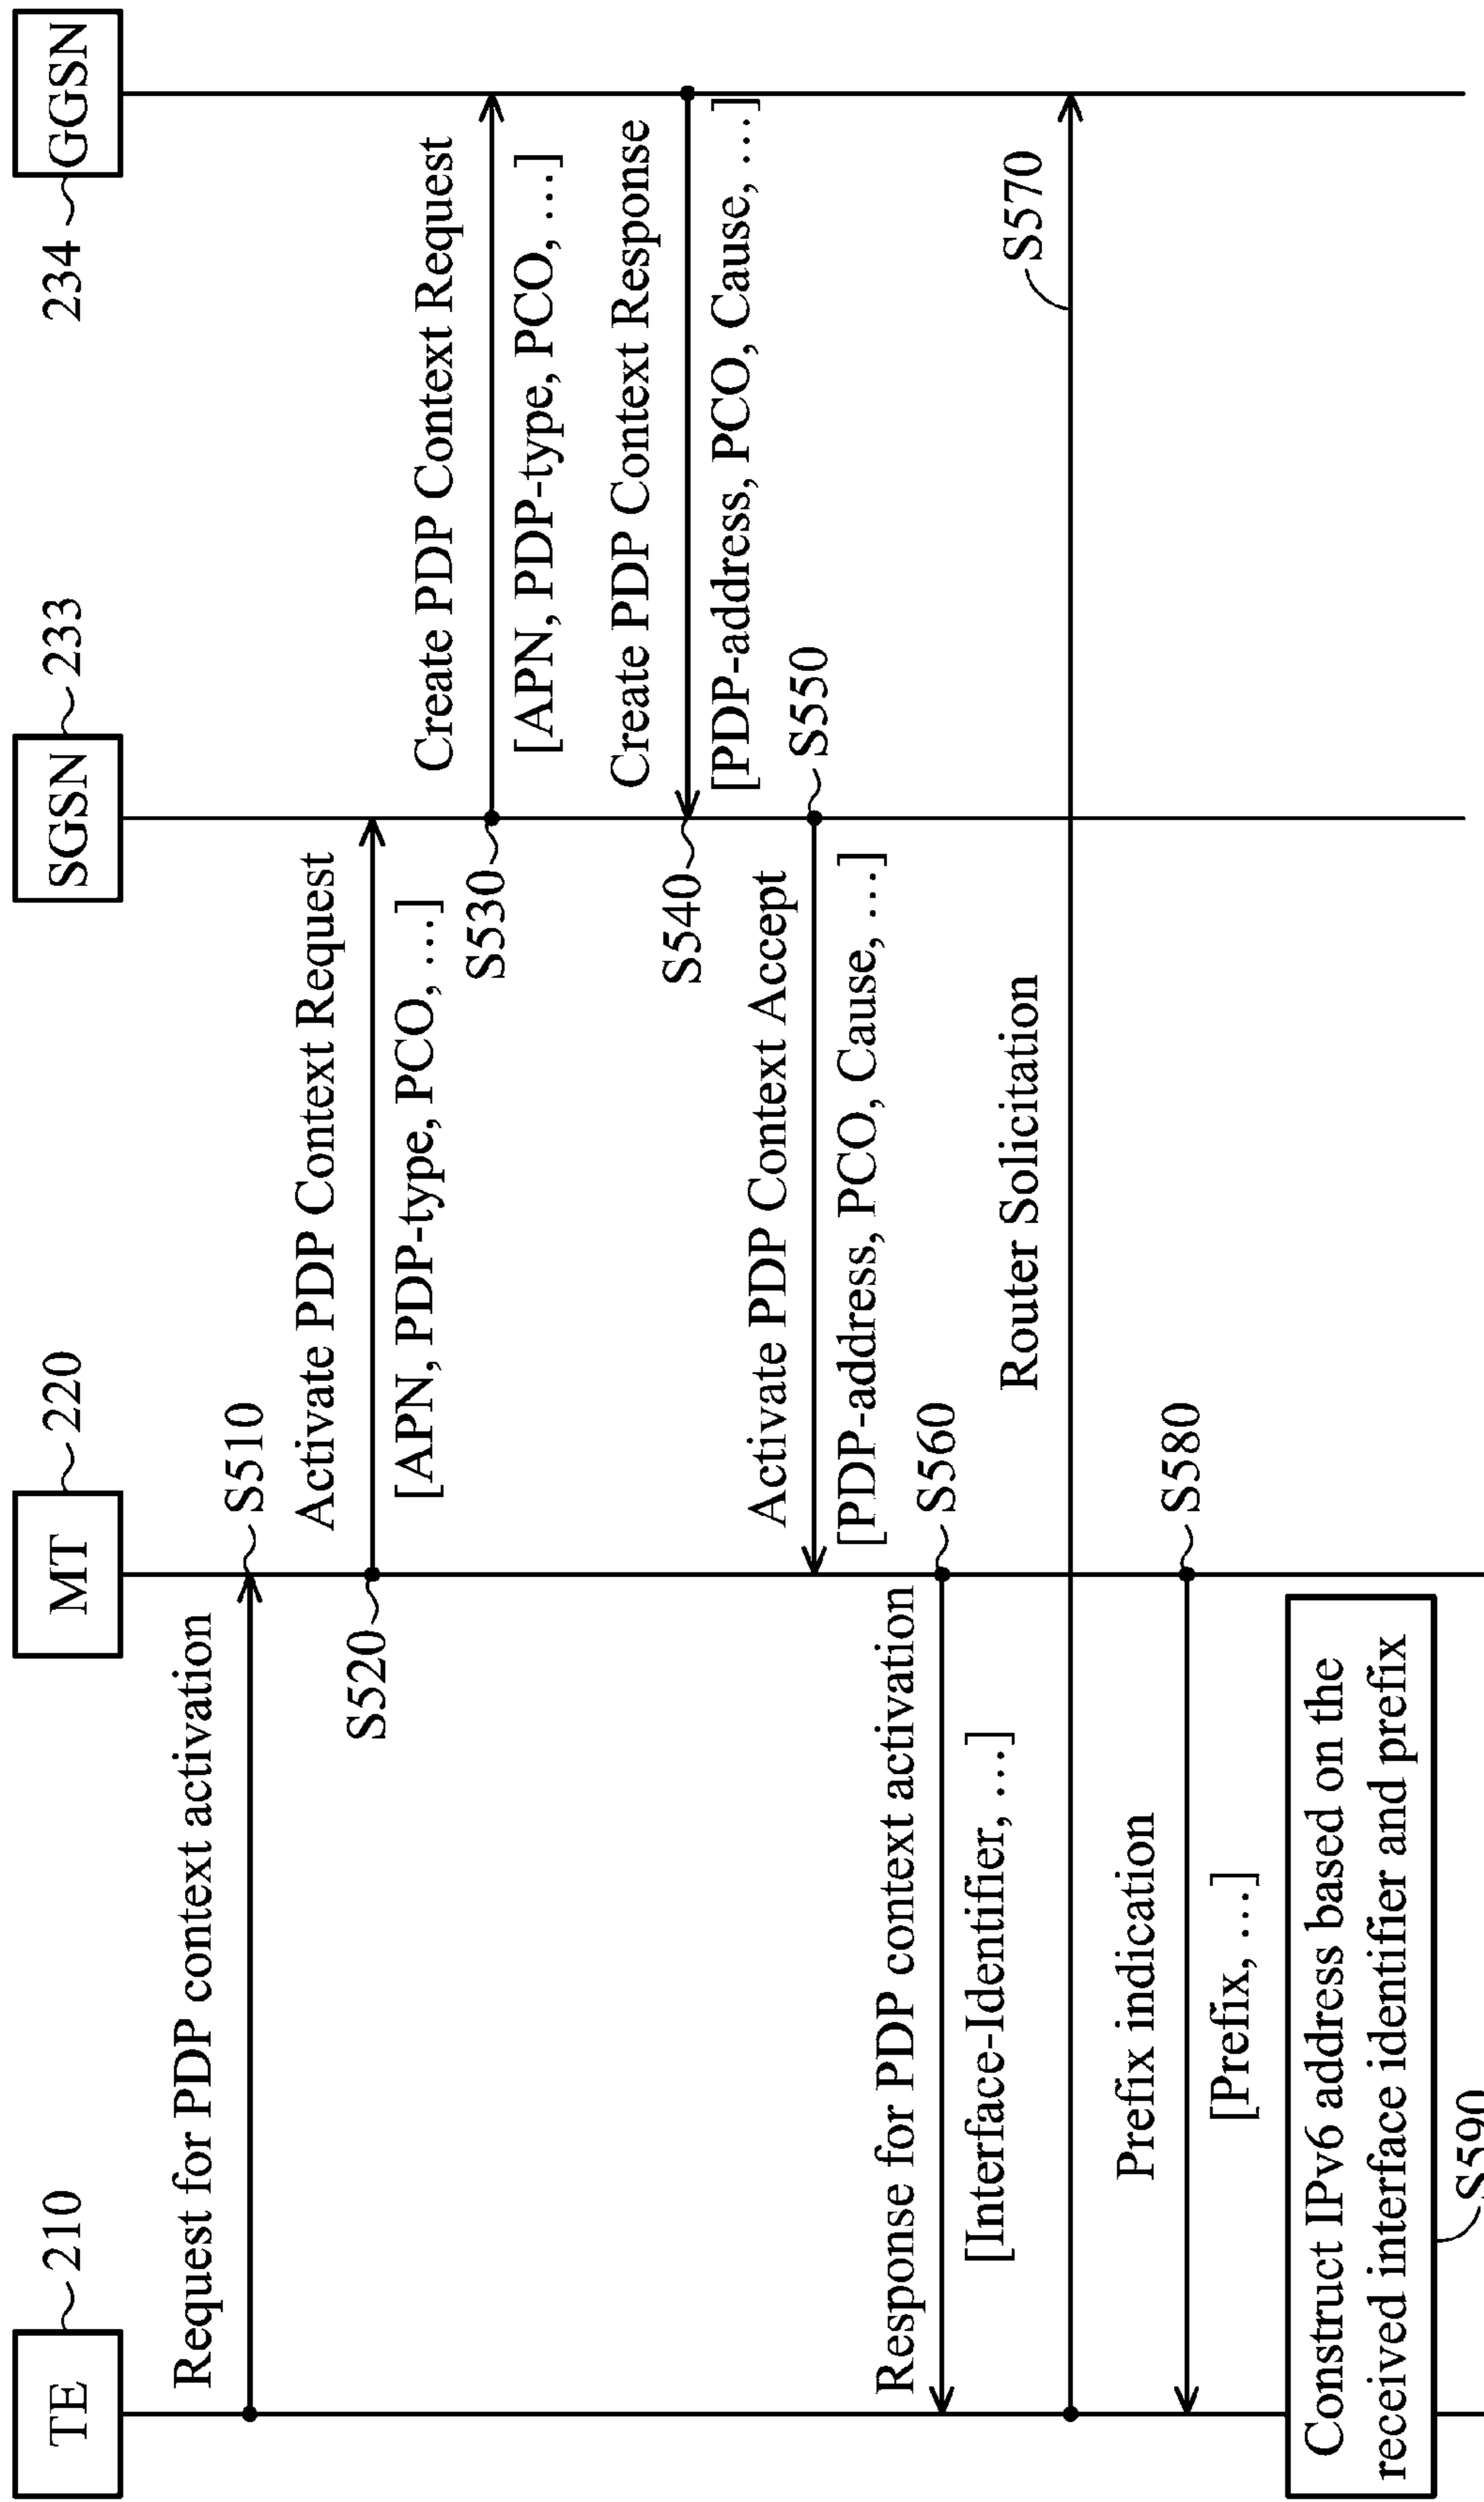 TE
210
MT
220
SGSN
233
234
GGSN
Request for PDP context activation
S510
Activate PDP Context Request
S520
[APN, PDP-type, PCO, ...]
Create PDP Context Request
S530
[APN, PDP-type, PCO, ...]
Create PDP Context Response
S540
[PDP-address, PCO, Cause, ...]
Activate PDP Context Accept
S550
[PDP-address, PCO, Cause, ...]
Response for PDP context activation
S560
[Interface-Identifier, ...]
Router Solicitation
S570
Prefix indication
S580
[Prefix, ...]
Construct IPv6 address based on the
received interface identifier and prefix
S590